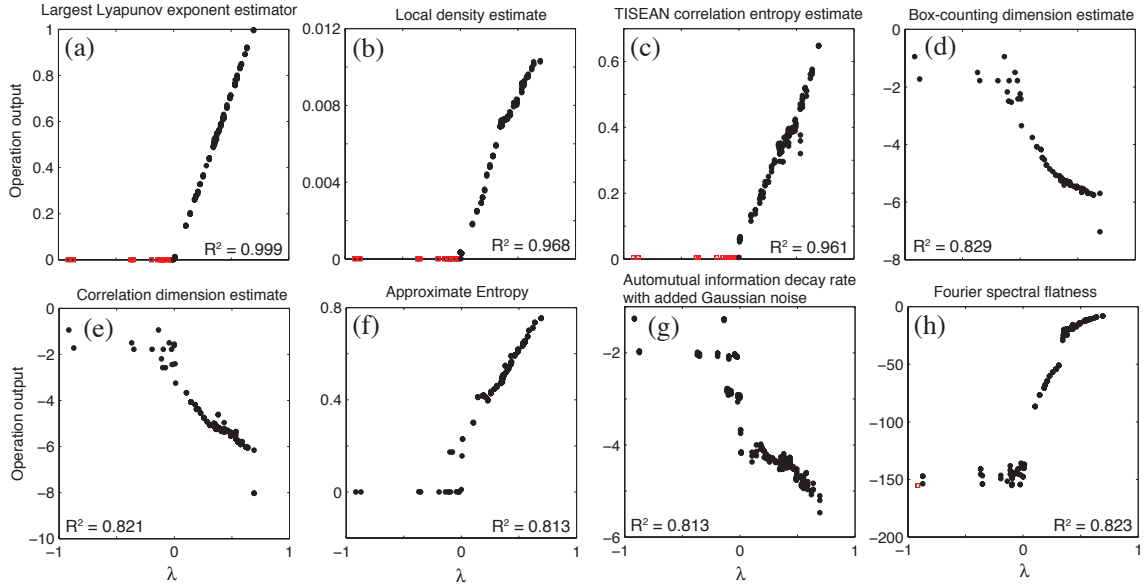 Largest Lyapunov exponent estimator
Local density estimate
TISEAN correlation entropy estimate
Box-counting dimension estimate
(a)
(b)
(c)
(d)
Operation output
1
0.8
0.6
0.4
0.2
0
R² = 0.999
0.012
0.008
0.004
0
R² = 0.968
0.6
0.4
0.2
0
R² = 0.961
0
−2
−4
−6
−8
R² = 0.829
Correlation dimension estimate
Approximate Entropy
Automutual information decay rate
with added Gaussian noise
Fourier spectral flatness
(e)
(f)
(g)
(h)
Operation output
0
−2
−4
−6
−8
−10
R² = 0.821
−1
0
1
λ
0.8
0.4
0
R² = 0.813
−1
0
1
λ
−2
−4
−6
R² = 0.813
−1
0
1
λ
0
−50
−100
−150
−200
R² = 0.823
−1
0
1
λ